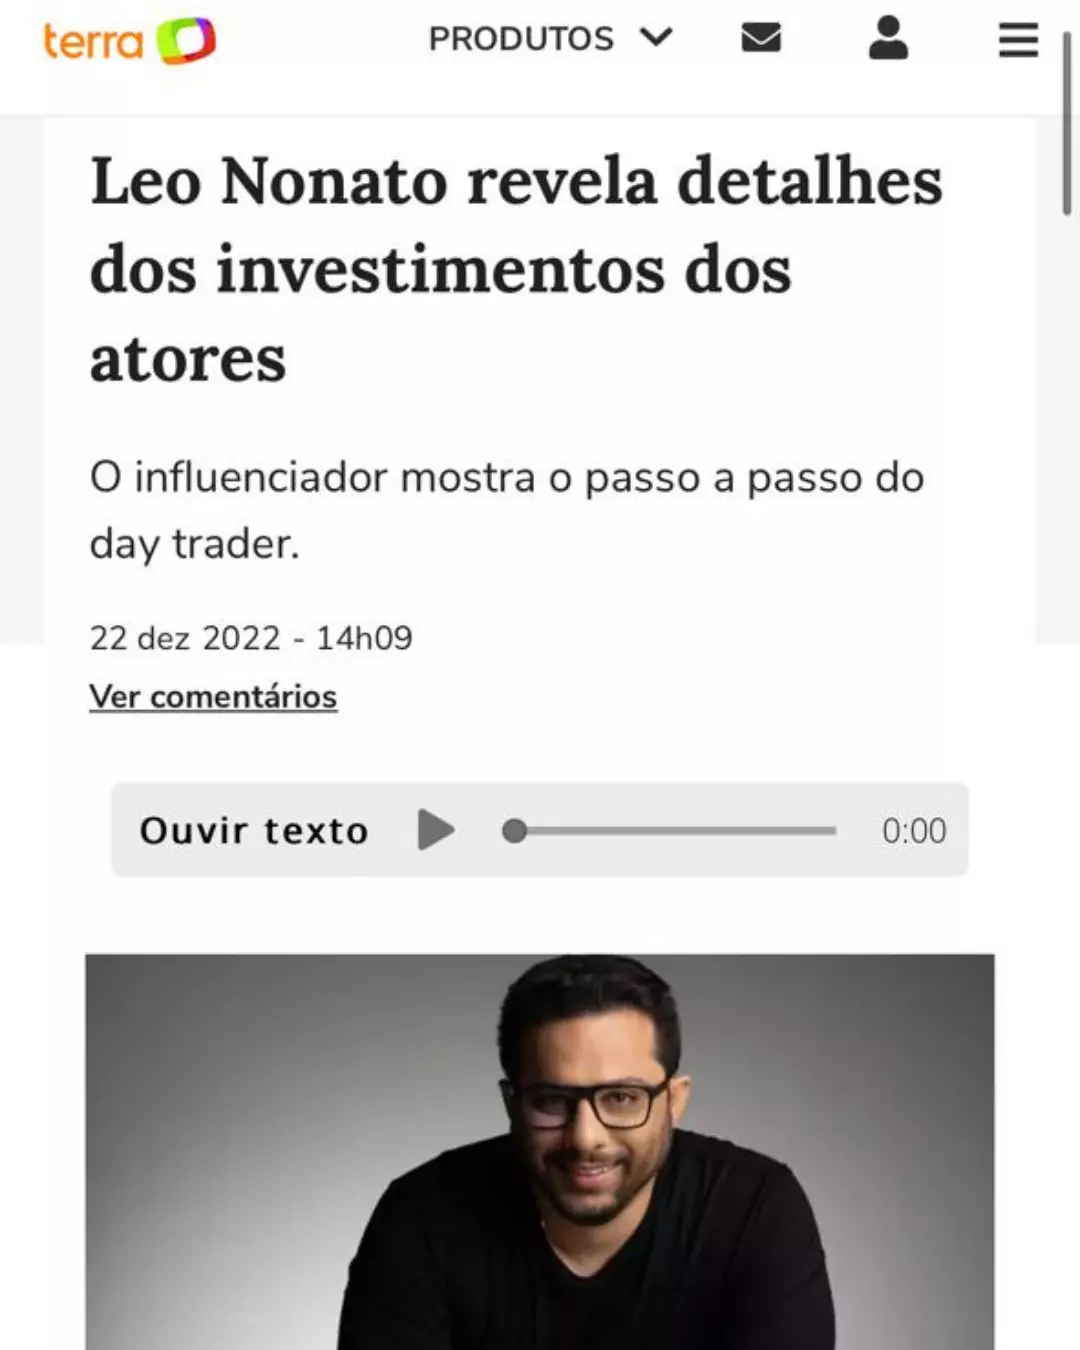 terra
PRODUTOS
Leo Nonato revela detalhes
dos investimentos dos
atores
O influenciador mostra o passo a passo do
day trader.
22 dez 2022 - 14h09
Ver comentários
Ouvir texto
0:00